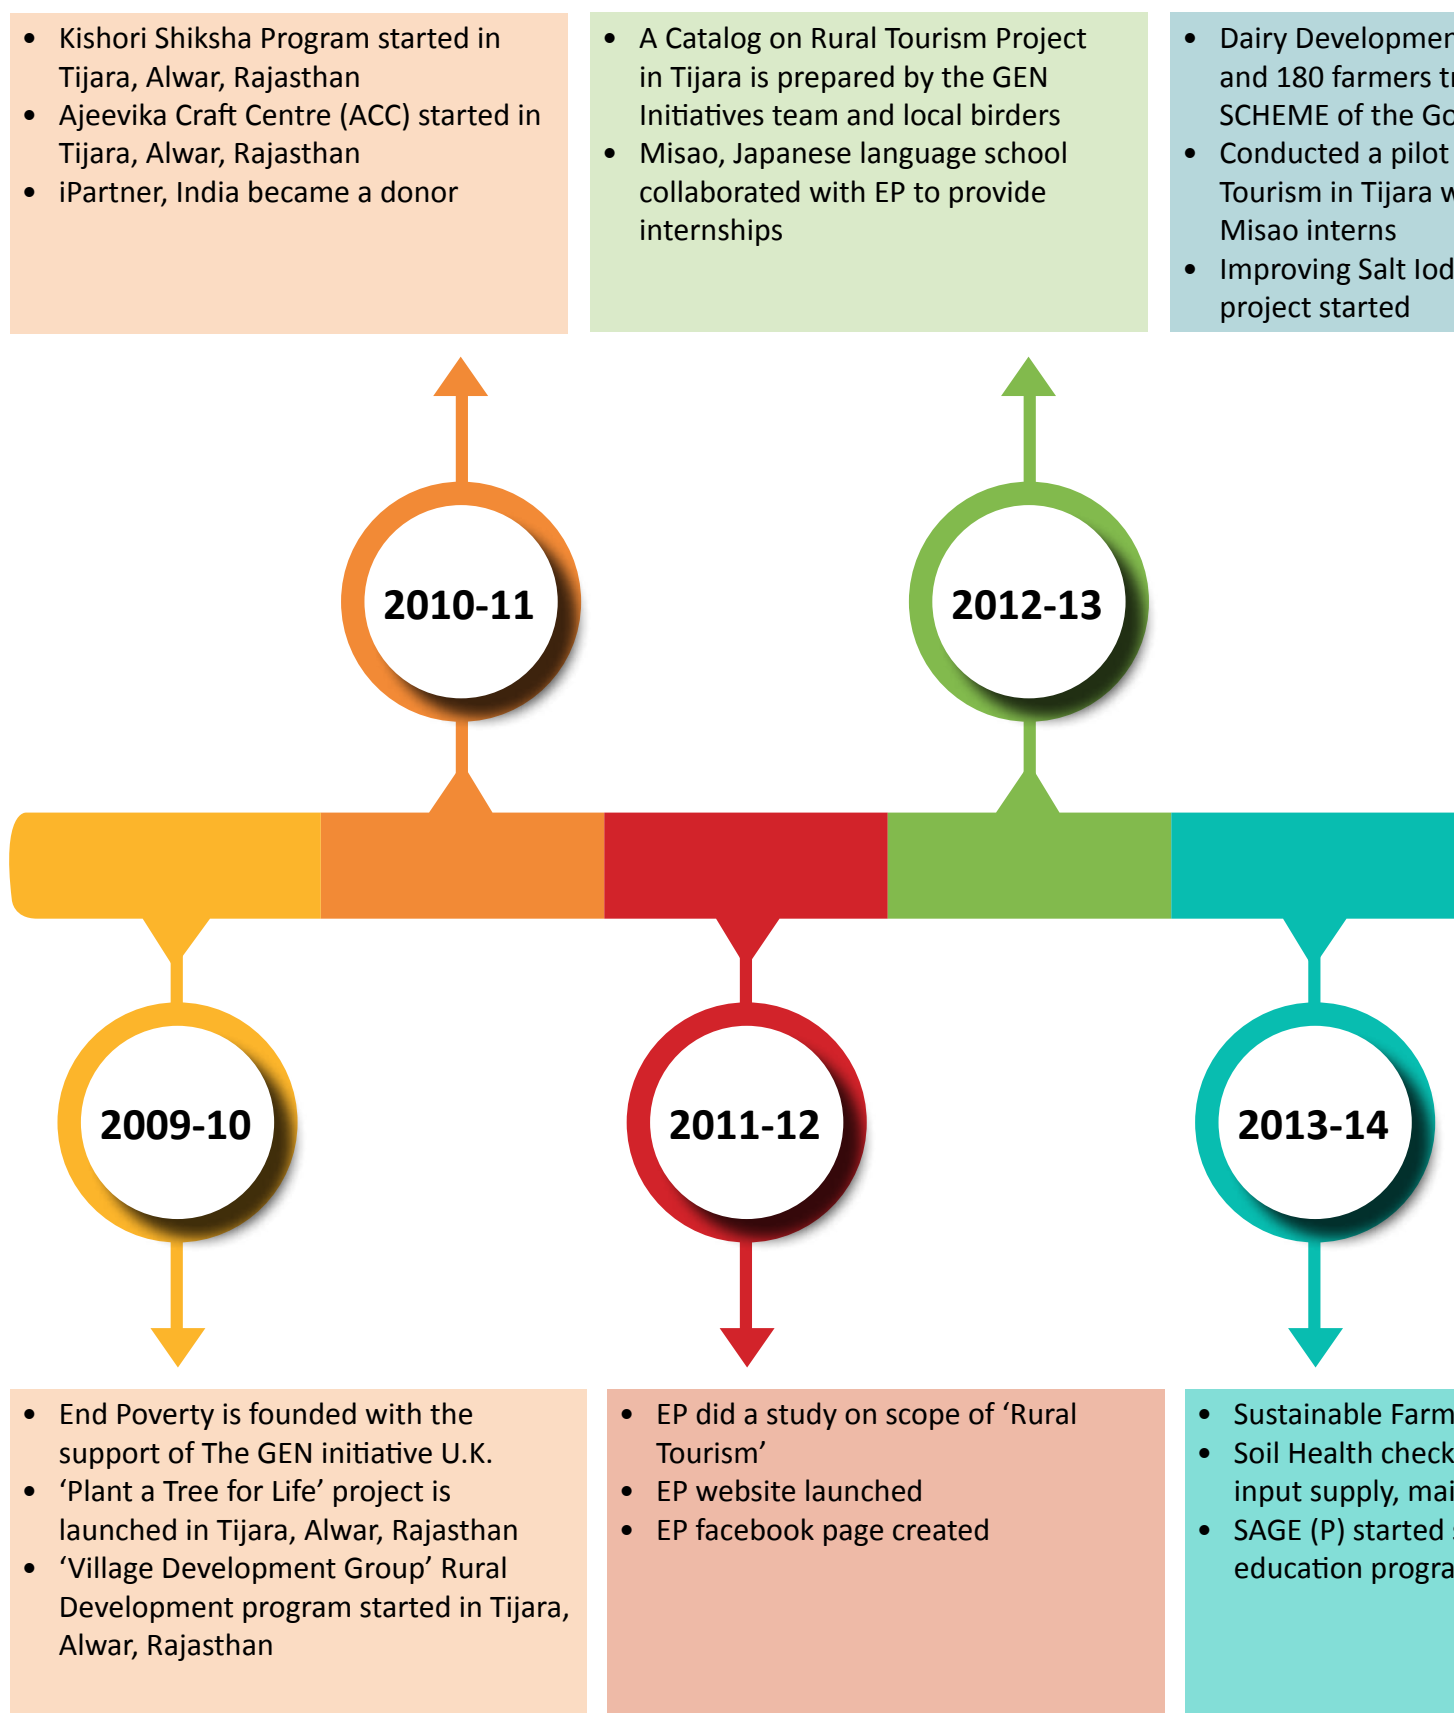 • Kishori Shiksha Program started in
Tijara, Alwar, Rajasthan
• Ajeevika Craft Centre (ACC) started in
Tijara, Alwar, Rajasthan
• iPartner, India became a donor
• A Catalog on Rural Tourism Project
in Tijara is prepared by the GEN
Initiatives team and local birders
• Misao, Japanese language school
collaborated with EP to provide
internships
• Dairy
and 180 farmers
SCHEME of the
• Conducted a pilot
Tourism in Tijara
Misao interns
• Improving Salt
project started
2010-11
2012-13
2009-10
2011-12
2013-14
• End Poverty is founded with the
support of The GEN initiative U.K.
• ‘Plant a Tree for Life’ project is
launched in Tijara, Alwar, Rajasthan
• ‘Village Development Group’ Rural
Development program started in Tijara,
Alwar, Rajasthan
• EP did a study on scope of ‘Rural
Tourism’
• EP website launched
• EP facebook page created
• Sustainable
• Soil Health check
input supply,
• SAGE (P) started
education